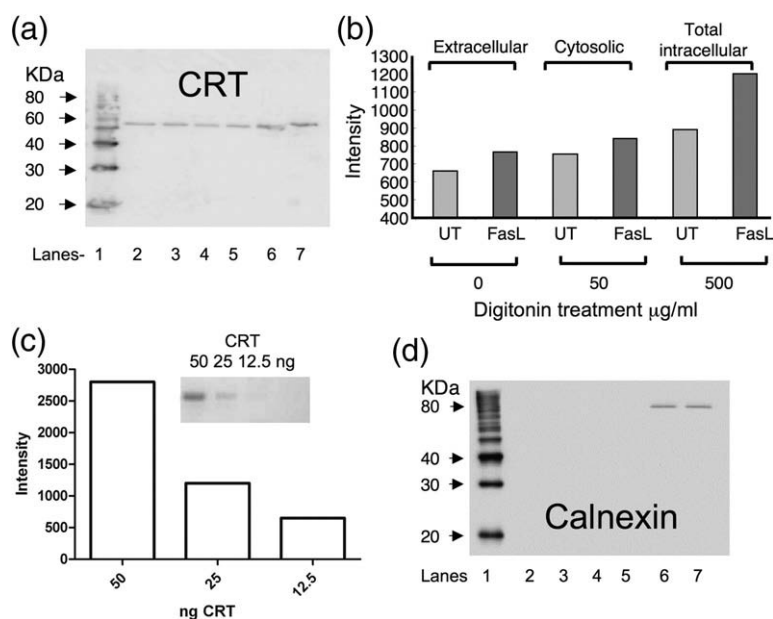 (a)
KDa
80
60
40
30
20
CRT
Lanes- 1 2 3 4 5 6 7
(b)
Extracellular Cytosolic Total intracellular
Intensity
1300
1200
1100
1000
900
800
700
600
500
400
UT FasL UT FasL UT FasL
0 50 500
Digitonin treatment μg/ml
(c)
CRT
50 25 12.5 ng
Intensity
3000
2500
2000
1500
1000
500
0
50 25 12.5
ng CRT
(d)
KDa
80
40
30
20
Calnexin
Lanes 1 2 3 4 5 6 7